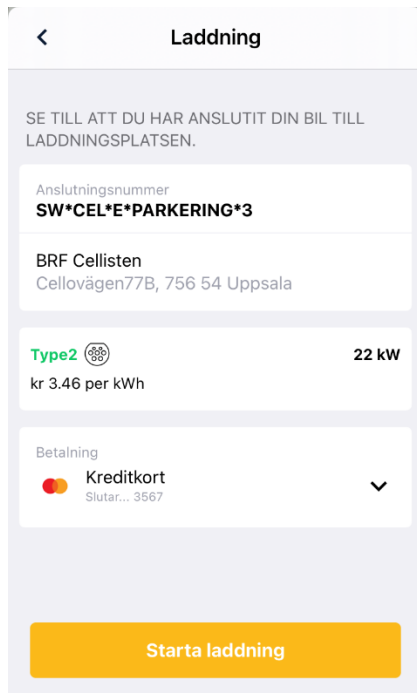 Laddning
SE TILL ATT DU HAR ANSLUTIT DIN BIL TILL
LADDNINGSPLATSEN.
Anslutningsnummer
SW*CEL*E*PARKERING*3
BRF Cellisten
Cellovägen77B, 756 54 Uppsala
Type2 22 kW
kr 3.46 per kWh
Betalning
Kreditkort
Slutar... 3567
Starta laddning